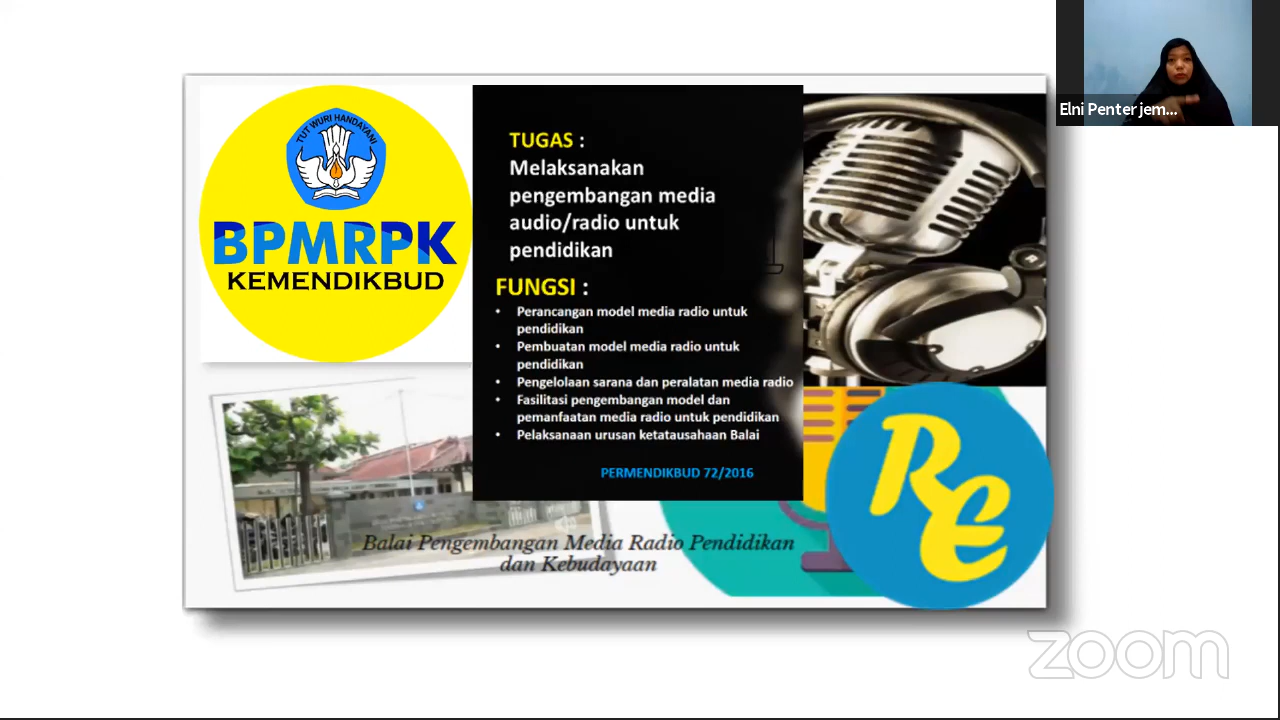 Elni Penterjem...
TUT WURI HANDAYANI
BPMRPK
KEMENDIKBUD
TUGAS :
Melaksanakan
pengembangan media
audio/radio untuk
pendidikan
FUNGSI :
• Perancangan model media radio untuk
pendidikan
• Pembuatan model media radio untuk
pendidikan
• Pengelolaan sarana dan peralatan media radio
• Fasilitasi pengembangan model dan
pemanfaatan media radio untuk pendidikan
• Pelaksanaan urusan ketatausahaan Balai
PERMENDIKBUD 72/2016
Re
Balai Pengembangan Media Radio Pendidikan
dan Kebudayaan
zoom